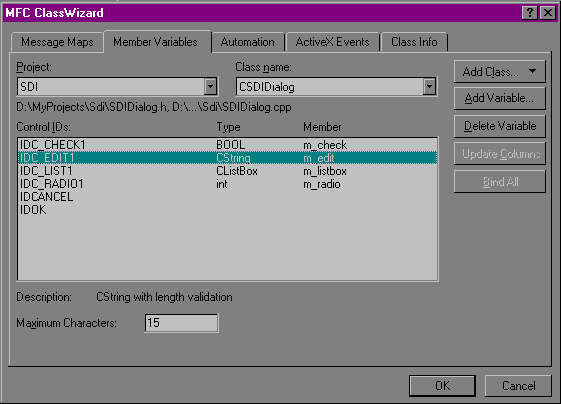 MFC ClassWizard
Message Maps Member Variables Automation ActiveX Events Class Info
Project: Class name:
SDI CSDIDialog
Add Class...
D:\MyProjects\Sdi\SDIDialog.h, D:\...\Sdi\SDIDialog.cpp
Add Variable...
Control IDs: Type Member
Delete Variable
IDC_CHECK1 BOOL m_check
IDC_EDIT1 CString m_edit
Update Columns
IDC_LIST1 CListBox m_listbox
IDC_RADIO1 int m_radio
Bind All
IDCANCEL
IDOK
Description: CString with length validation
Maximum Characters: 15
OK Cancel